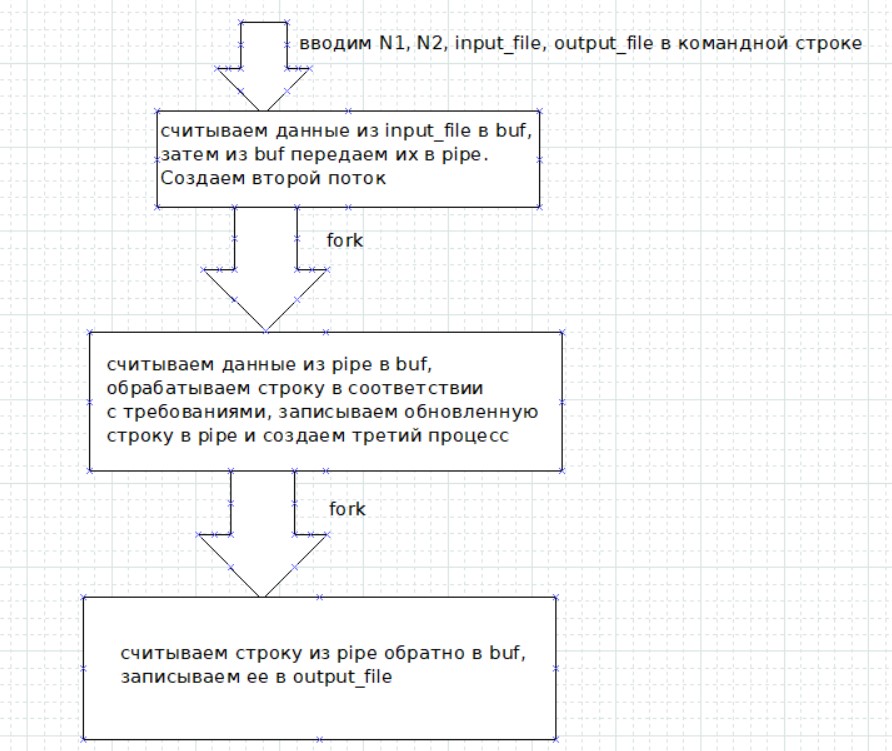 вводим N1, N2, input_file, output_file в командной строке
считываем данные из input_file в buf,
затем из buf передаем их в pipe.
Создаем второй поток
fork
считываем данные из pipe в buf,
обрабатываем строку в соответствии
с требованиями, записываем обновленную
строку в pipe и создаем третий процесс
fork
считываем строку из pipe обратно в buf,
записываем ее в output_file